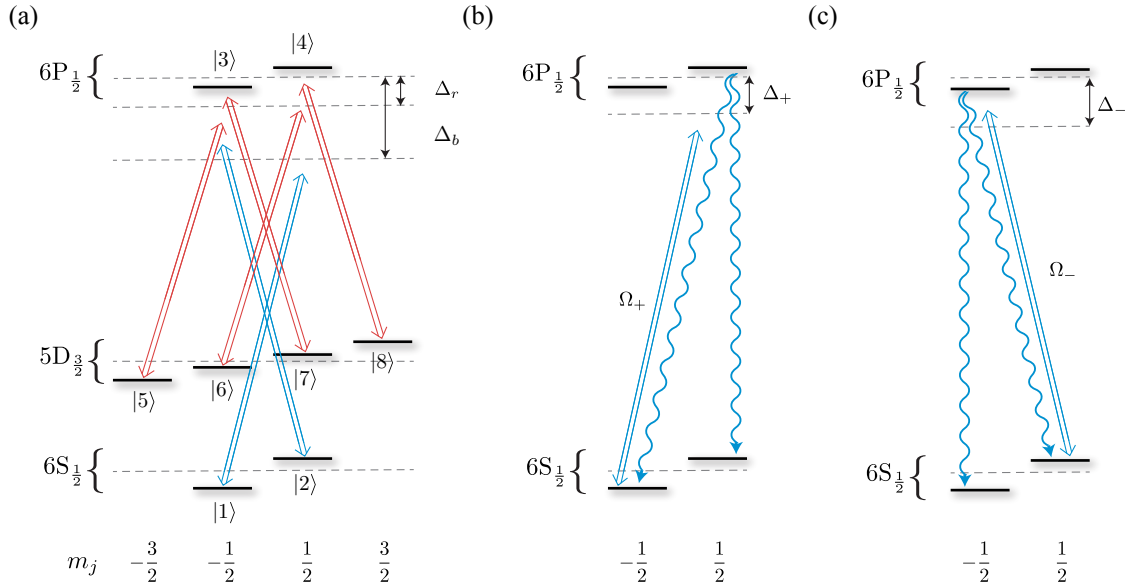 (a)
(b)
(c)
6P1/2 {
|3⟩
|4⟩
Δr
Δb
5D3/2 {
|5⟩
|6⟩
|7⟩
|8⟩
6S1/2 {
|1⟩
|2⟩
mj −3/2 −1/2 1/2 3/2
6P1/2 {
Δ+
Ω+
6S1/2 {
−1/2 1/2
6P1/2 {
Δ−
Ω−
6S1/2 {
−1/2 1/2